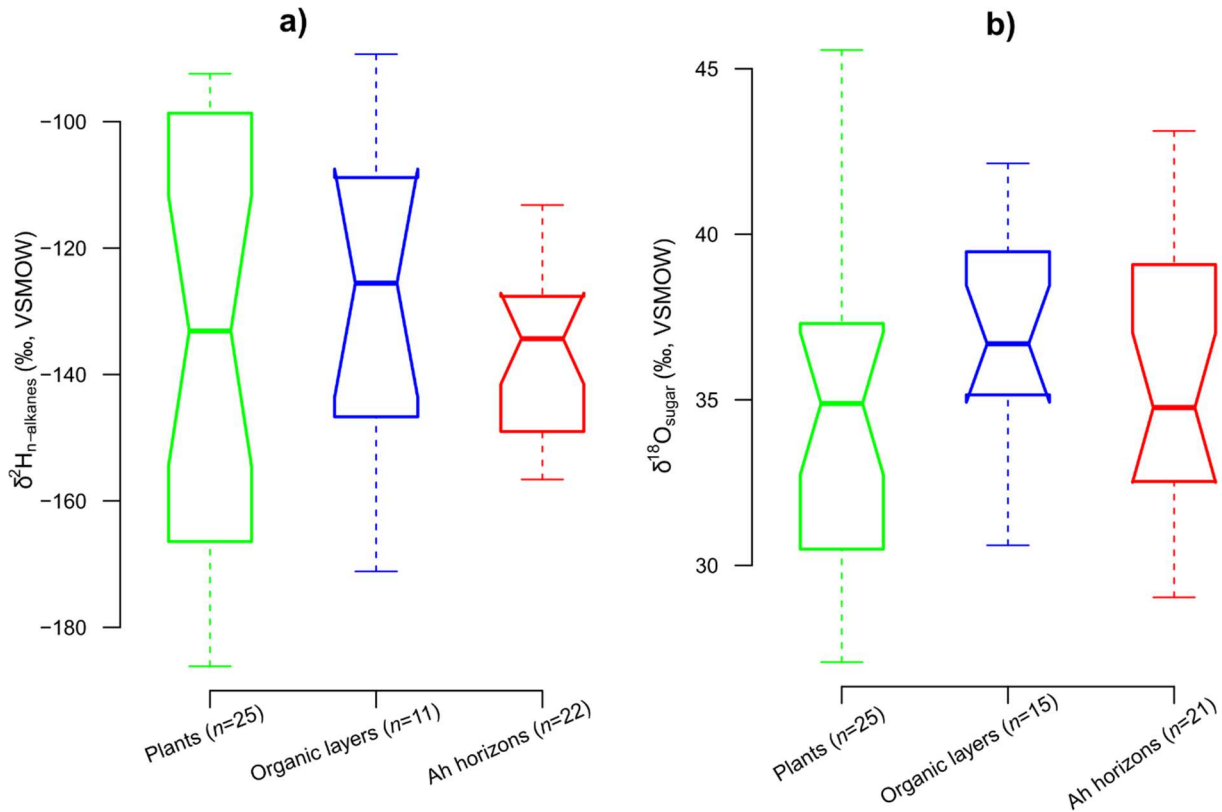 a)
δ²Hn−alkanes (‰, VSMOW)
−100
−120
−140
−160
−180
Plants (n=25)
Organic layers (n=11)
Ah horizons (n=22)
b)
δ¹⁸Osugar (‰, VSMOW)
45
40
35
30
Plants (n=25)
Organic layers (n=15)
Ah horizons (n=21)